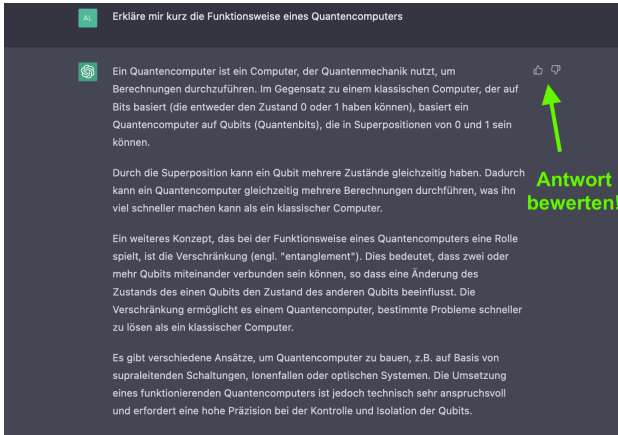 AL
Erkläre mir kurz die Funktionsweise eines Quantencomputers
Ein Quantencomputer ist ein Computer, der Quantenmechanik nutzt, um
Berechnungen durchzuführen. Im Gegensatz zu einem klassischen Computer, der auf
Bits basiert (die entweder den Zustand 0 oder 1 haben können), basiert ein
Quantencomputer auf Qubits (Quantenbits), die in Superpositionen von 0 und 1 sein
können.
Durch die Superposition kann ein Qubit mehrere Zustände gleichzeitig haben. Dadurch
kann ein Quantencomputer gleichzeitig mehrere Berechnungen durchführen, was ihn
viel schneller machen kann als ein klassischer Computer.
Antwort
bewerten!
Ein weiteres Konzept, das bei der Funktionsweise eines Quantencomputers eine Rolle
spielt, ist die Verschränkung (engl. "entanglement"). Dies bedeutet, dass zwei oder
mehr Qubits miteinander verbunden sein können, so dass eine Änderung des
Zustands des einen Qubits den Zustand des anderen Qubits beeinflusst. Die
Verschränkung ermöglicht es einem Quantencomputer, bestimmte Probleme schneller
zu lösen als ein klassischer Computer.
Es gibt verschiedene Ansätze, um Quantencomputer zu bauen, z.B. auf Basis von
supraleitenden Schaltungen, Ionenfallen oder optischen Systemen. Die Umsetzung
eines funktionierenden Quantencomputers ist jedoch technisch sehr anspruchsvoll
und erfordert eine hohe Präzision bei der Kontrolle und Isolation der Qubits.